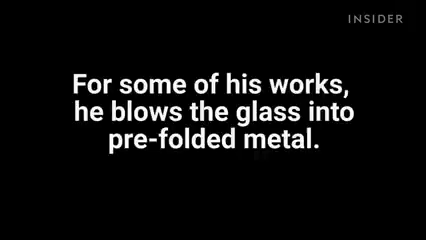 INSIDER
For some of his works,
he blows the glass into
pre-folded metal.